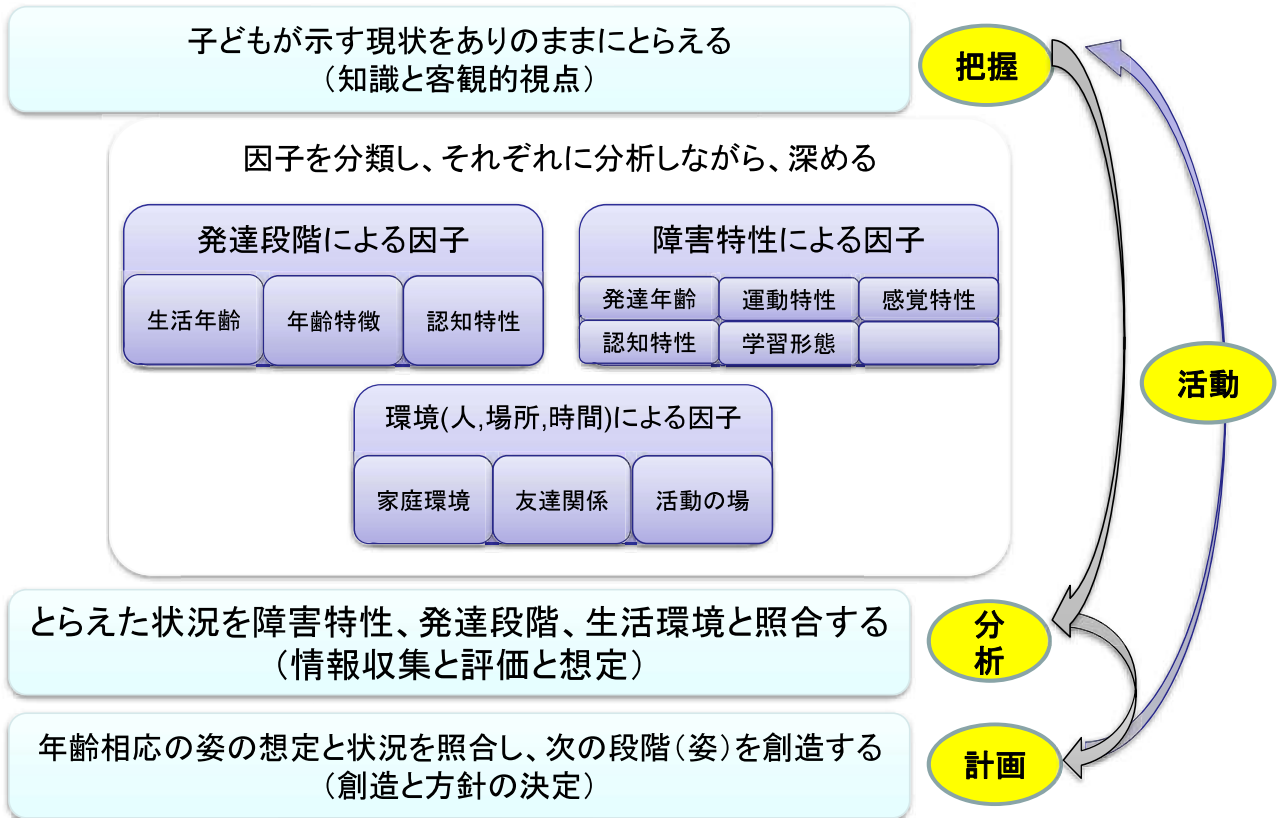 子どもが示す現状をありのままにとらえる
（知識と客観的視点）
把握
因子を分類し、それぞれに分析しながら、深める
発達段階による因子
生活年齢
年齢特徴
認知特性
障害特性による因子
発達年齢
運動特性
感覚特性
認知特性
学習形態
環境(人,場所,時間)による因子
家庭環境
友達関係
活動の場
活動
とらえた状況を障害特性、発達段階、生活環境と照合する
（情報収集と評価と想定）
分
析
年齢相応の姿の想定と状況を照合し、次の段階（姿）を創造する
（創造と方針の決定）
計画